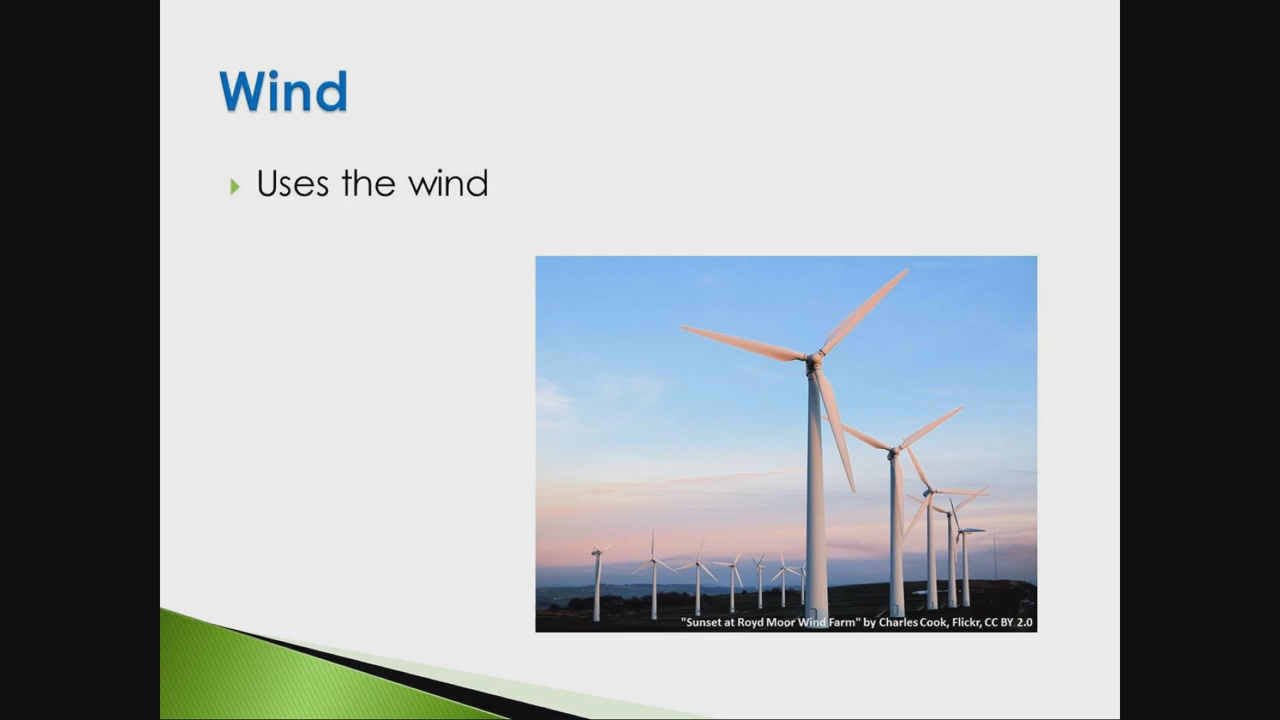 Wind
Uses the wind
"Sunset at Royd Moor Wind Farm" by Charles Cook, Flickr, CC BY 2.0